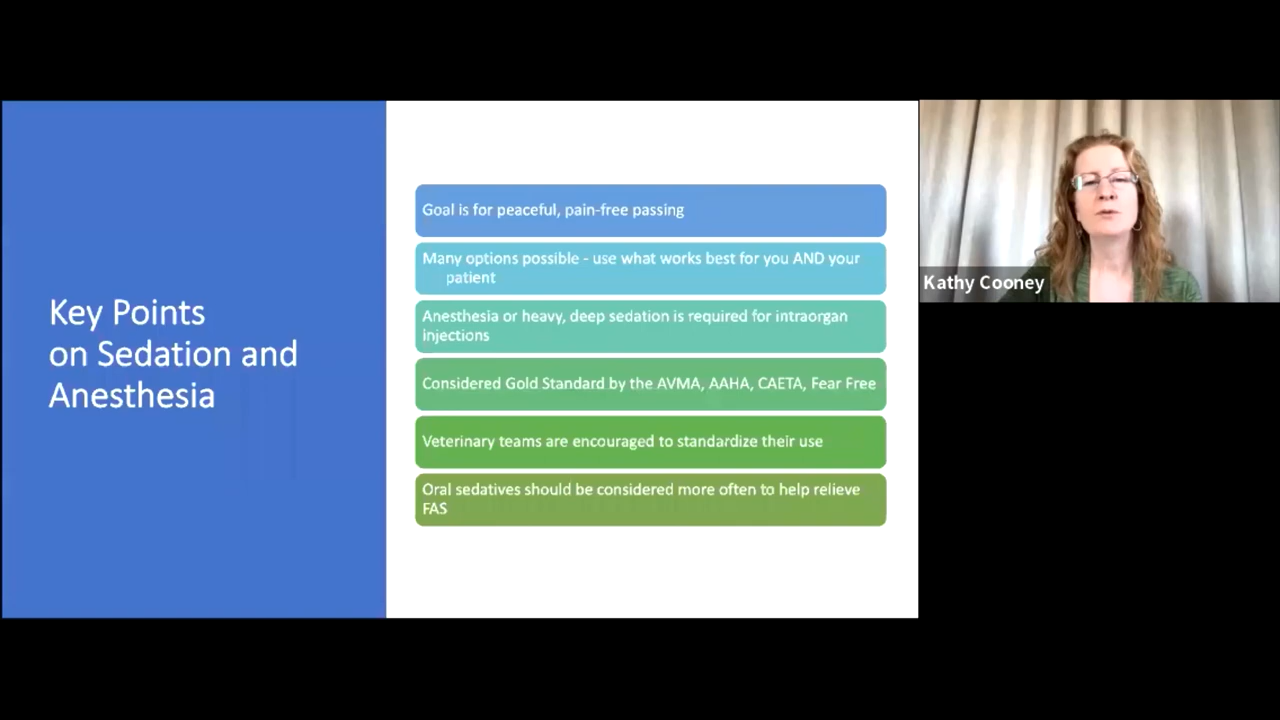 Key Points
on Sedation and
Anesthesia
Goal is for peaceful, pain-free passing
Many options possible - use what works best for you AND your
patient
Anesthesia or heavy, deep sedation is required for intraorgan
injections
Considered Gold Standard by the AVMA, AAHA, CAETA, Fear Free
Veterinary teams are encouraged to standardize their use
Oral sedatives should be considered more often to help relieve
FAS
Kathy Cooney